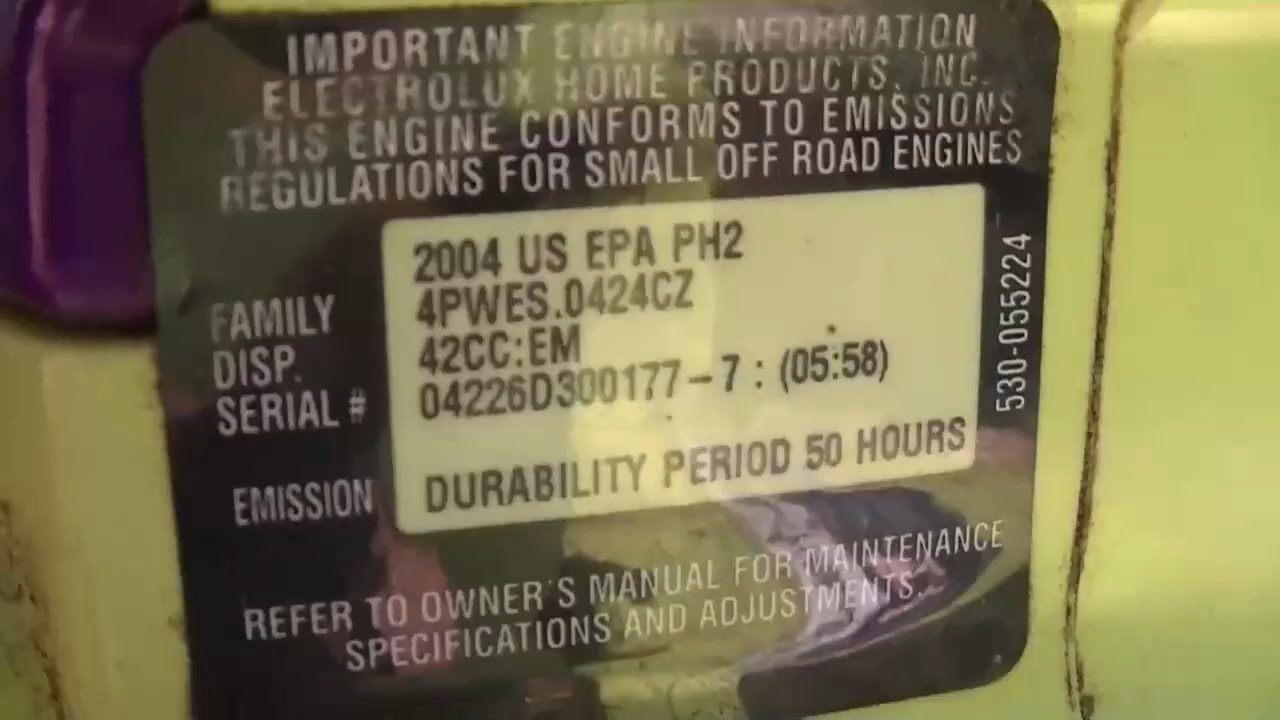 IMPORTANT ENGINE INFORMATION
ELECTROLUX HOME PRODUCTS, INC.
THIS ENGINE CONFORMS TO EMISSIONS
REGULATIONS FOR SMALL OFF ROAD ENGINES
2004 US EPA PH2
FAMILY 4PWES.0424CZ
DISP. 42CC:EM
SERIAL # 04226D300177-7 : (05:58)
EMISSION DURABILITY PERIOD 50 HOURS
REFER TO OWNER'S MANUAL FOR MAINTENANCE
SPECIFICATIONS AND ADJUSTMENTS.
530-055224